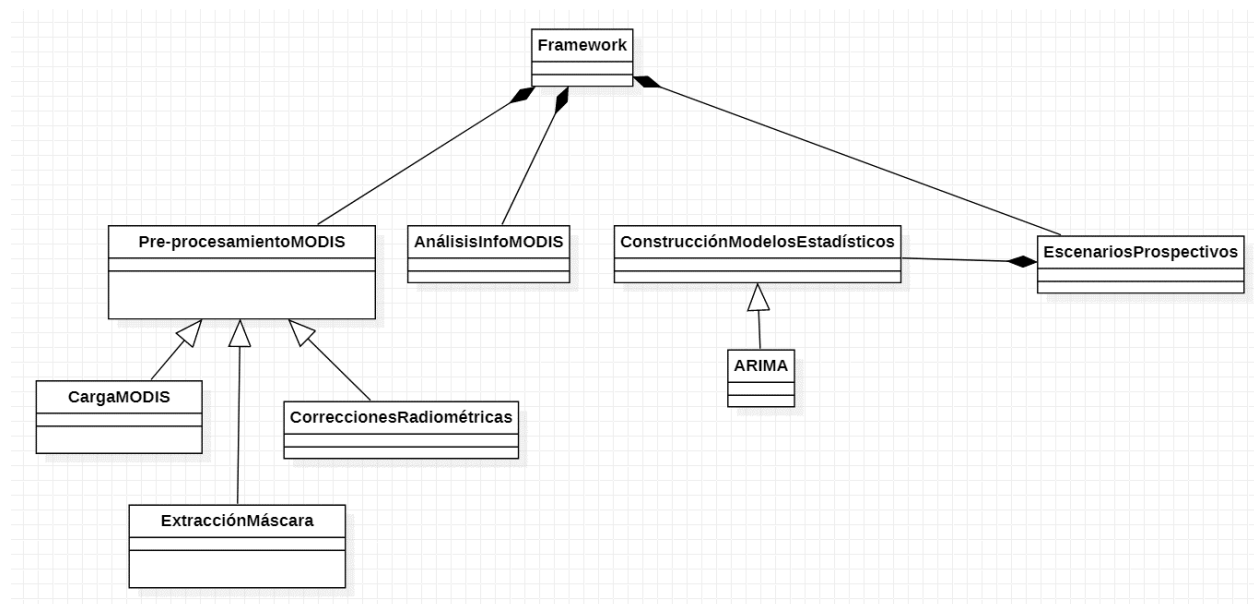 Framework
Pre-procesamientoMODIS
AnálisisInfoMODIS
ConstrucciónModelosEstadísticos
EscenariosProspectivos
CargaMODIS
CorreccionesRadiométricas
ARIMA
ExtracciónMáscara